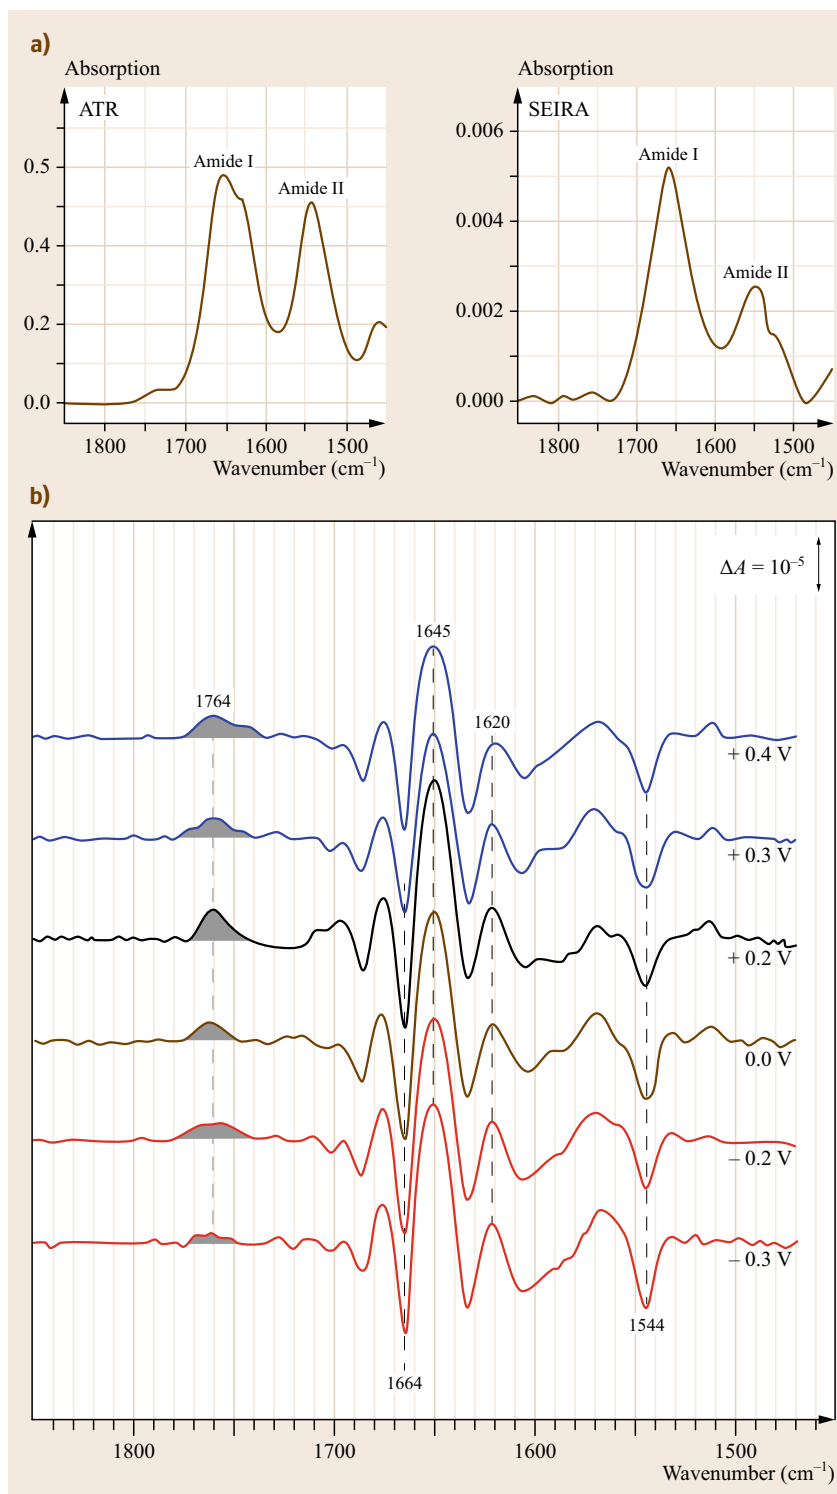 a)
Absorption
ATR
Amide I
Amide II
0.5
0.4
0.2
0.0
1800 1700 1600 1500
Wavenumber (cm⁻¹)
Absorption
SEIRA
Amide I
Amide II
0.006
0.004
0.002
0.000
1800 1700 1600 1500
Wavenumber (cm⁻¹)
b)
ΔA = 10⁻⁵
1645
1764
1620
+ 0.4 V
+ 0.3 V
+ 0.2 V
0.0 V
– 0.2 V
– 0.3 V
1544
1664
1800 1700 1600 1500
Wavenumber (cm⁻¹)